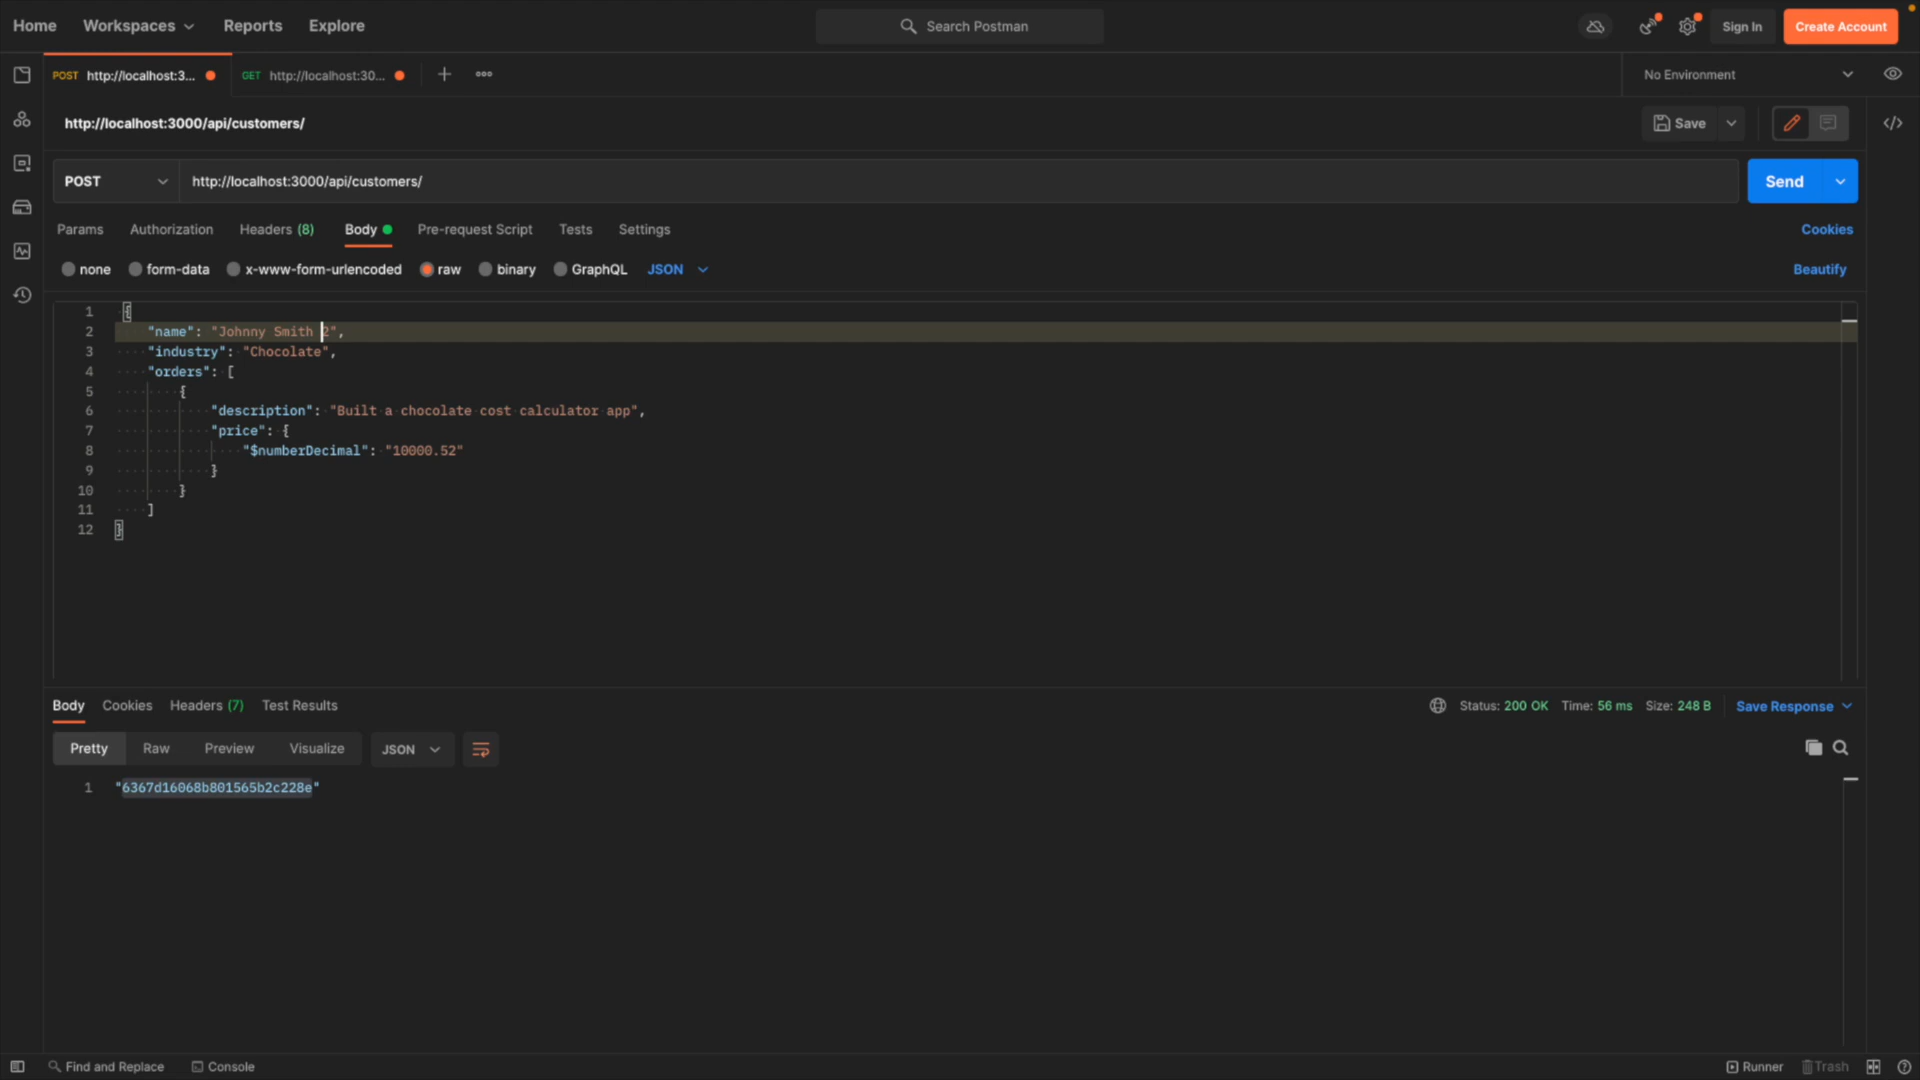 Home Workspaces Reports Explore Search Postman Sign In Create Account
POST http://localhost:3... GET http://localhost:30... No Environment
http://localhost:3000/api/customers/ Save
POST http://localhost:3000/api/customers/ Send
Params Authorization Headers (8) Body Pre-request Script Tests Settings Cookies
none form-data x-www-form-urlencoded raw binary GraphQL JSON Beautify
1 {
2 "name": "Johnny Smith 2",
3 "industry": "Chocolate",
4 "orders": [
5 {
6 "description": "Built a chocolate cost calculator app",
7 "price": {
8 "$numberDecimal": "10000.52"
9 }
10 }
11 ]
12 }
Body Cookies Headers (7) Test Results Status: 200 OK Time: 56 ms Size: 248 B Save Response
Pretty Raw Preview Visualize JSON
1 "6367d16068b801565b2c228e"
Find and Replace Console Runner Trash